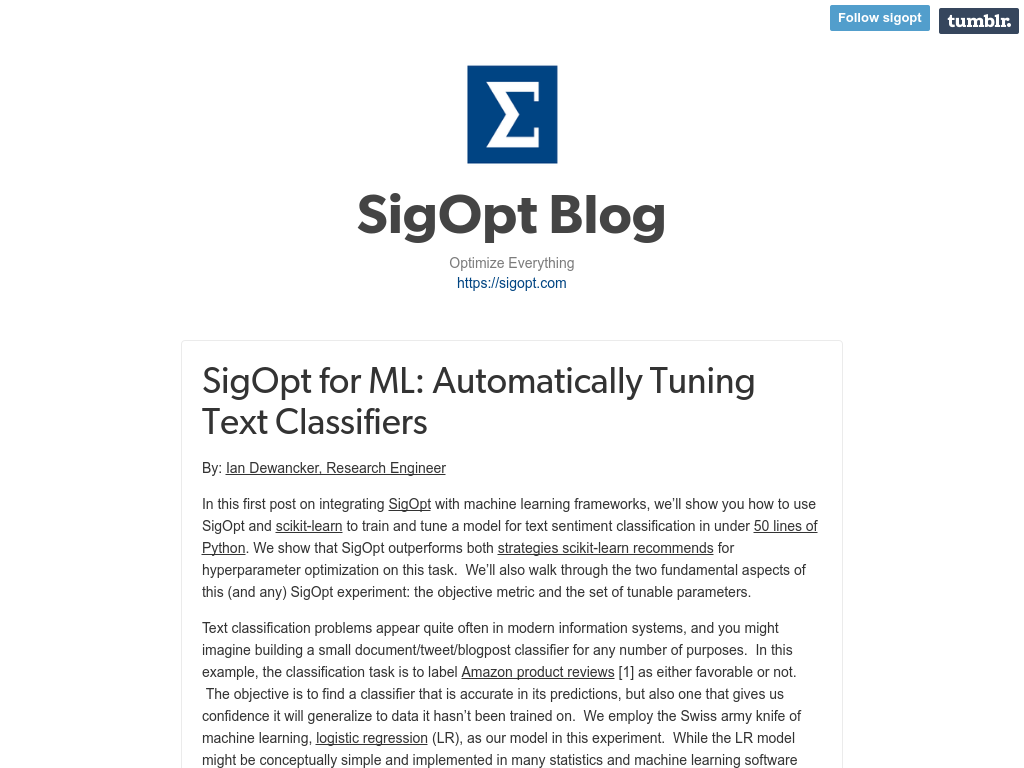 Follow sigopt
tumblr.
Σ
SigOpt Blog
Optimize Everything
https://sigopt.com
SigOpt for ML: Automatically Tuning
Text Classifiers
By: Ian Dewancker, Research Engineer
In this first post on integrating SigOpt with machine learning frameworks, we’ll show you how to use
SigOpt and scikit-learn to train and tune a model for text sentiment classification in under 50 lines of
Python. We show that SigOpt outperforms both strategies scikit-learn recommends for
hyperparameter optimization on this task.  We’ll also walk through the two fundamental aspects of
this (and any) SigOpt experiment: the objective metric and the set of tunable parameters.
Text classification problems appear quite often in modern information systems, and you might
imagine building a small document/tweet/blogpost classifier for any number of purposes.  In this
example, the classification task is to label Amazon product reviews [1] as either favorable or not.
The objective is to find a classifier that is accurate in its predictions, but also one that gives us
confidence it will generalize to data it hasn’t been trained on.  We employ the Swiss army knife of
machine learning, logistic regression (LR), as our model in this experiment.  While the LR model
might be conceptually simple and implemented in many statistics and machine learning software